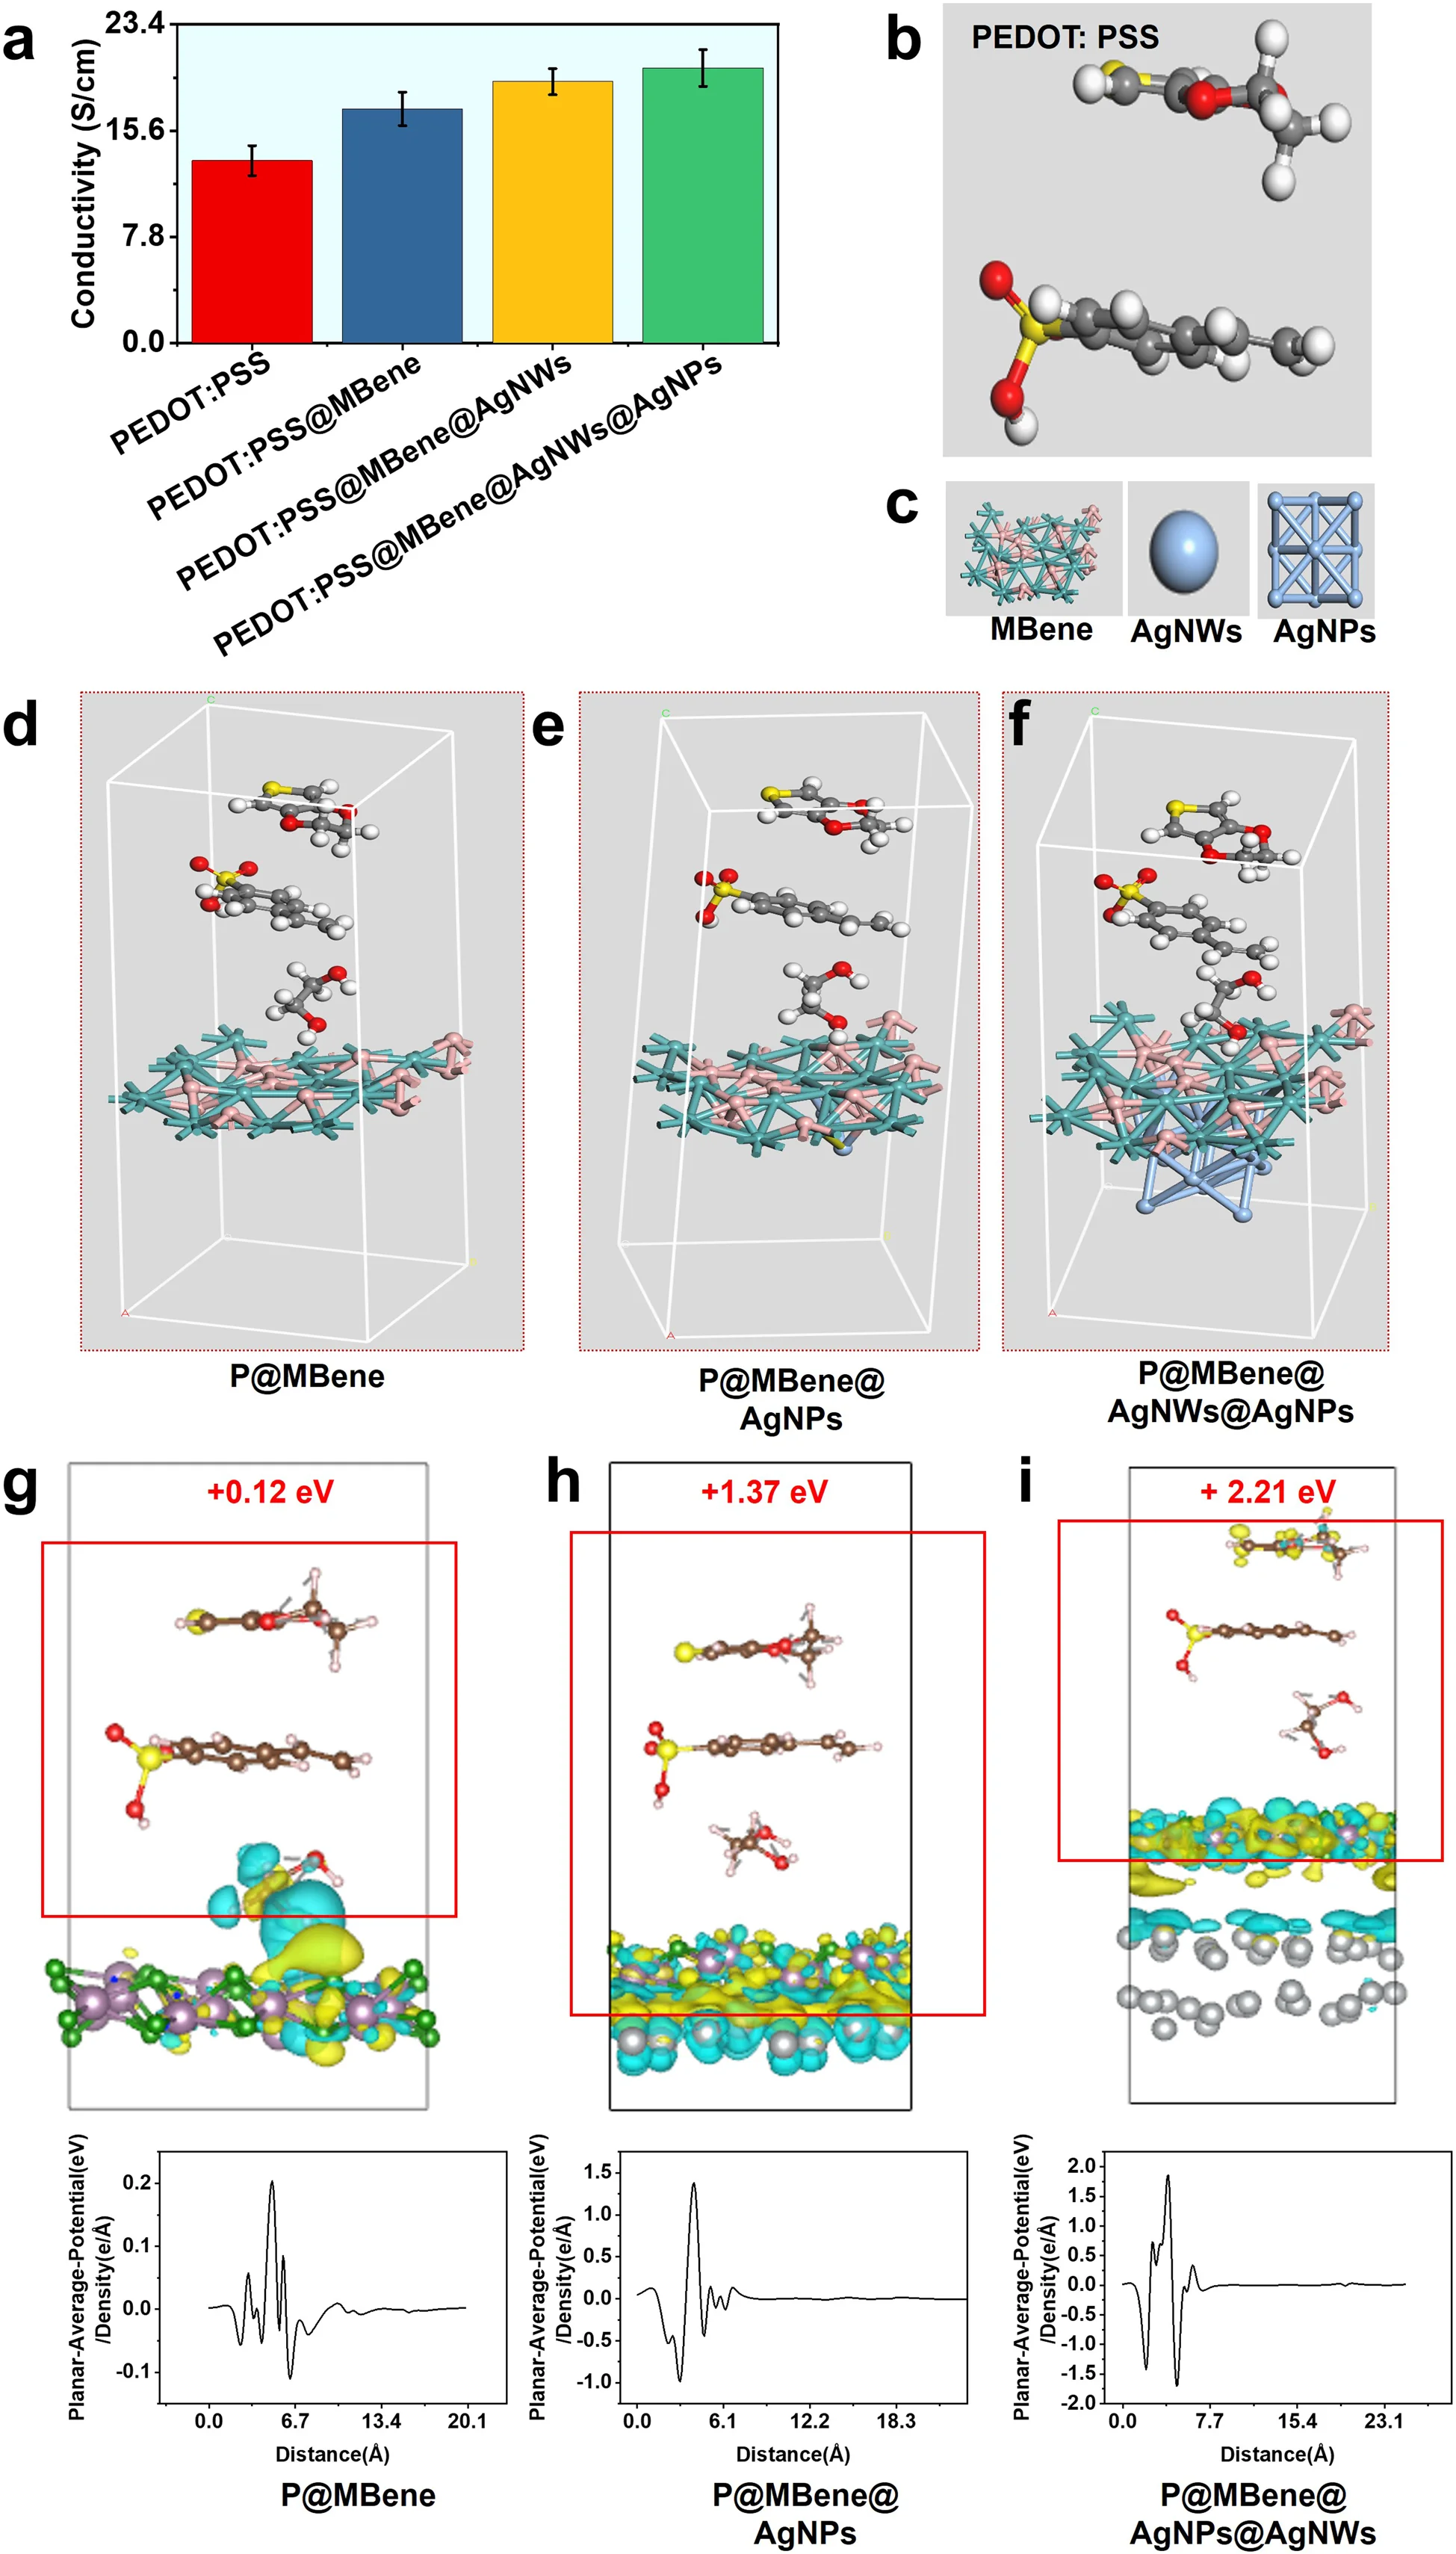 a
23.4
15.6
7.8
0.0
Conductivity (S/cm)
PEDOT:PSS
PEDOT:PSS@MBene
PEDOT:PSS@MBene@AgNWs
PEDOT:PSS@MBene@AgNWs@AgNPs
b
PEDOT: PSS
c
MBene
AgNWs
AgNPs
d
C
A
P@MBene
e
C
A
P@MBene@
AgNPs
f
C
A
P@MBene@
AgNWs@AgNPs
g
+0.12 eV
h
+1.37 eV
i
+ 2.21 eV
Planar-Average-Potential(eV)
/Density(e/Å)
0.2
0.1
0.0
-0.1
0.0
6.7
13.4
20.1
Distance(Å)
P@MBene
Planar-Average-Potential(eV)
/Density(e/Å)
1.5
1.0
0.5
0.0
-0.5
-1.0
0.0
6.1
12.2
18.3
Distance(Å)
P@MBene@
AgNPs
Planar-Average-Potential(eV)
/Density(e/Å)
2.0
1.5
1.0
0.5
0.0
-0.5
-1.0
-1.5
-2.0
0.0
7.7
15.4
23.1
Distance(Å)
P@MBene@
AgNPs@AgNWs